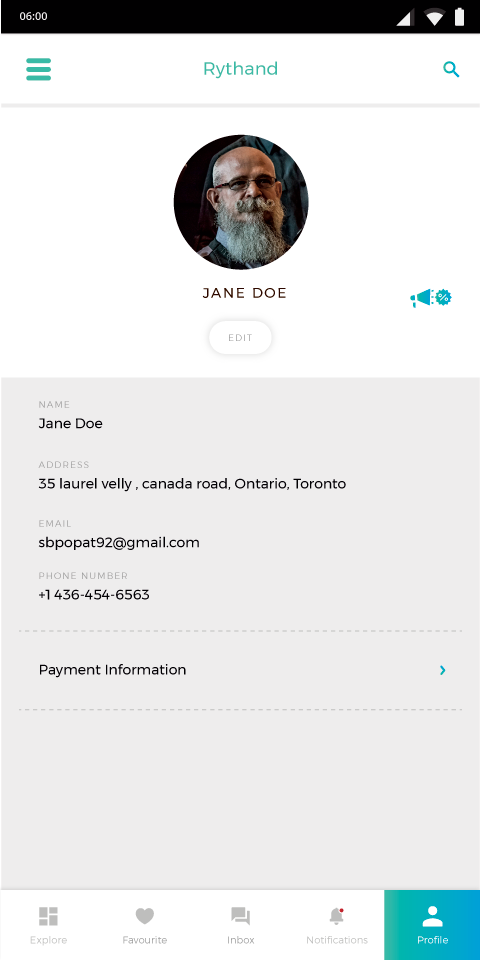 06:00
Rythand
JANE DOE
%
EDIT
NAME
Jane Doe
ADDRESS
35 laurel velly , canada road, Ontario, Toronto
EMAIL
sbpopat92@gmail.com
PHONE NUMBER
+1 436-454-6563
Payment Information
Explore Favourite Inbox Notifications Profile